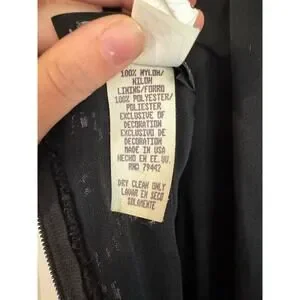 100% NYLON/
NILON
LINING/FORRO
100% POLYESTER/
POLIESTER
EXCLUSIVE OF
DECORATION
EXCLUSIVO DE
DECORACION
MADE IN USA
HECHO EN EE.UU.
RN# 79442
DRY CLEAN ONLY
LAVAR EN SECO
SOLAMENTE